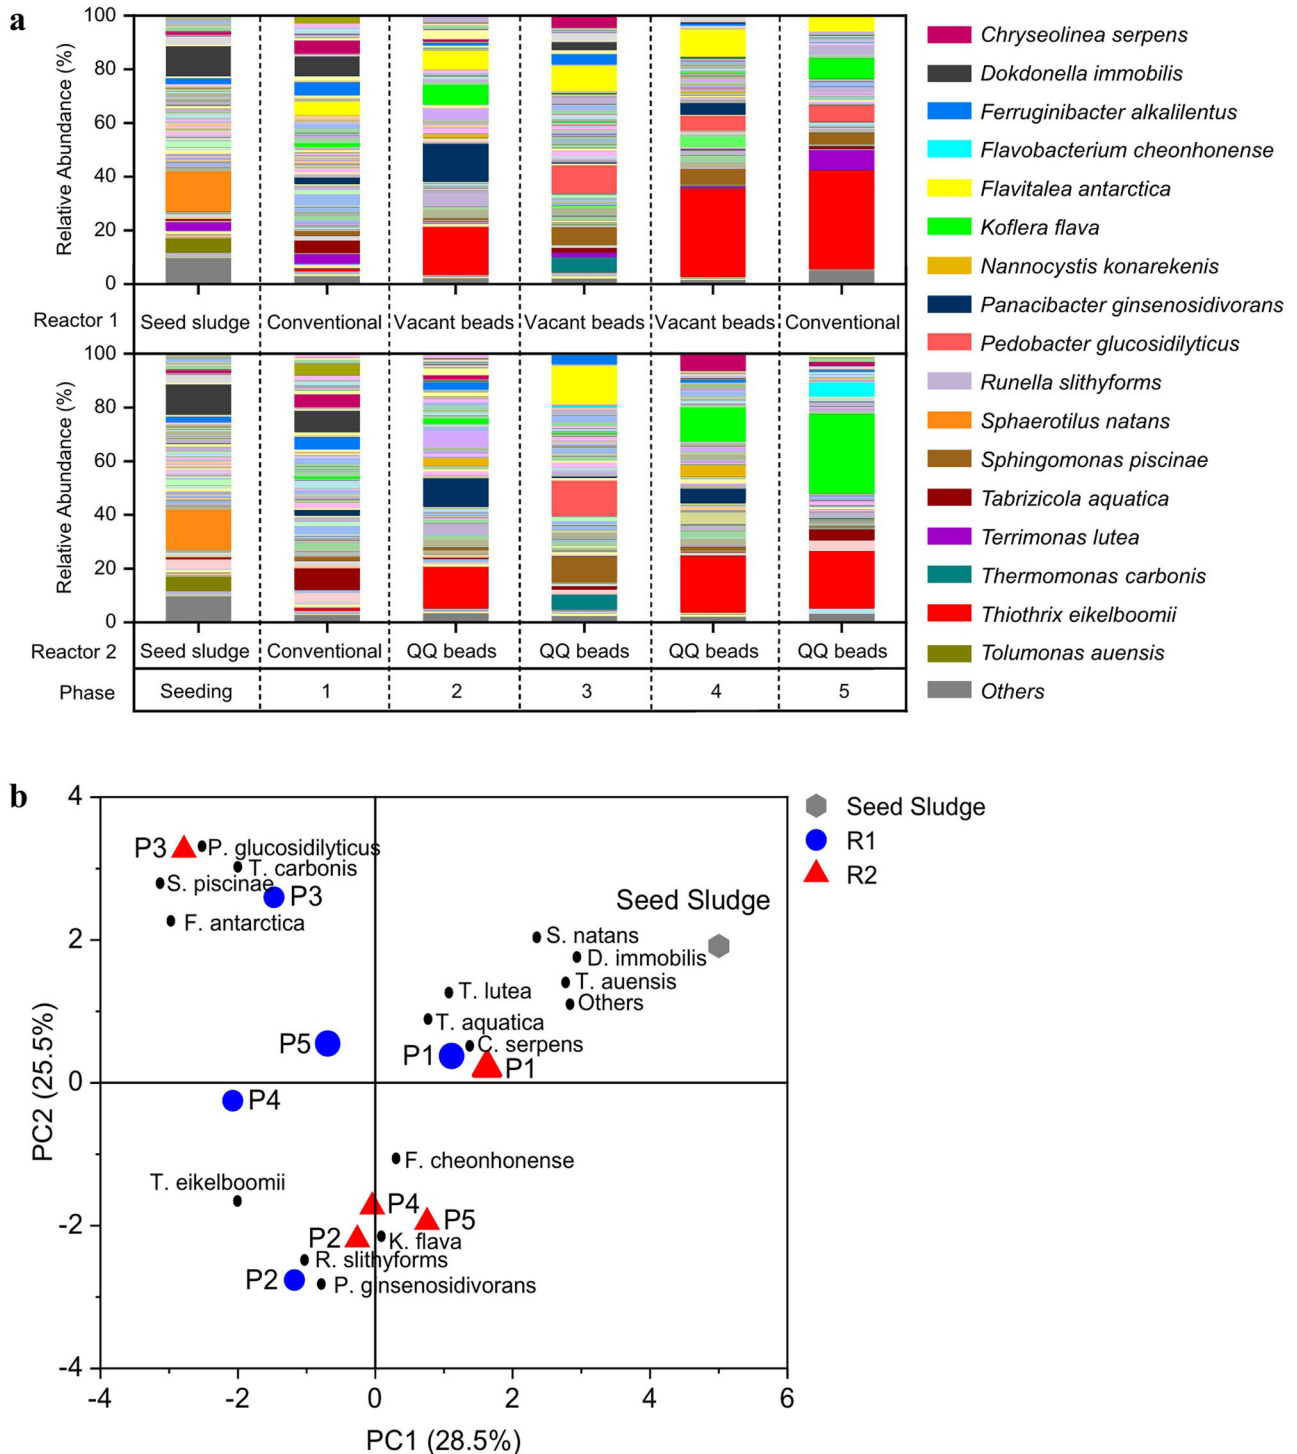 a
Relative Abundance (%)
100
80
60
40
20
0
Reactor 1
Seed sludge
Conventional
Vacant beads
Vacant beads
Vacant beads
Conventional
Relative Abundance (%)
100
80
60
40
20
0
Reactor 2
Seed sludge
Conventional
QQ beads
QQ beads
QQ beads
QQ beads
Phase
Seeding
1
2
3
4
5
Chryseolinea serpens
Dokdonella immobilis
Ferruginibacter alkalilentus
Flavobacterium cheonhonense
Flavitalea antarctica
Koflera flava
Nannocystis konarekenis
Panacibacter ginsenosidivorans
Pedobacter glucosidilyticus
Runella slithyforms
Sphaerotilus natans
Sphingomonas piscinae
Tabrizicola aquatica
Terrimonas lutea
Thermomonas carbonis
Thiothrix eikelboomii
Tolumonas auensis
Others
b
Seed Sludge
R1
R2
PC2 (25.5%)
4
2
0
-2
-4
P3
P. glucosidilyticus
T. carbonis
S. piscinae
P3
F. antarctica
Seed Sludge
S. natans
D. immobilis
T. auensis
T. lutea
Others
T. aquatica
C. serpens
P5
P1
P1
P4
F. cheonhonense
T. eikelboomii
P4
P5
P2
K. flava
R. slithyforms
P2
P. ginsenosidivorans
-4
-2
0
2
4
6
PC1 (28.5%)